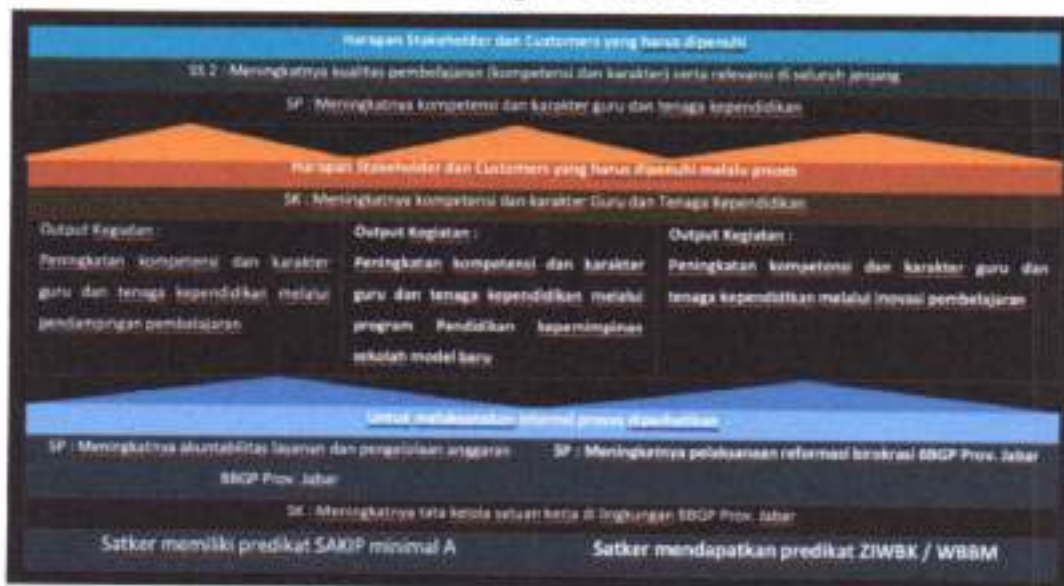 Harapan Stakeholder dan Customers yang harus dipenuhi
SS 2 : Meningkatnya kualitas pembelajaran (kompetensi dan karakter) serta relevansi di seluruh jenjang
SP : Meningkatnya kompetensi dan karakter guru dan tenaga kependidikan
Harapan Stakeholder dan Customers yang harus dipenuhi melalui proses
SK : Meningkatnya kompetensi dan karakter Guru dan Tenaga Kependidikan
Output Kegiatan :
Peningkatan kompetensi dan karakter
guru dan tenaga kependidikan melalui
pendampingan pembelajaran
Output Kegiatan :
Peningkatan kompetensi dan karakter
guru dan tenaga kependidikan melalui
program Pendidikan kepemimpinan
sekolah model baru
Output Kegiatan :
Peningkatan kompetensi dan karakter guru dan
tenaga kependidikan melalui inovasi pembelajaran
Untuk melaksanakan internal proses diperlukan
SP : Meningkatnya akuntabilitas layanan dan pengelolaan anggaran
BBGP Prov. Jabar
SP : Meningkatnya pelaksanaan reformasi birokrasi BBGP Prov. Jabar
SK : Meningkatnya tata kelola satuan kerja di lingkungan BBGP Prov. Jabar
Satker memiliki predikat SAKIP minimal A
Satker mendapatkan predikat ZIWBK / WBBM